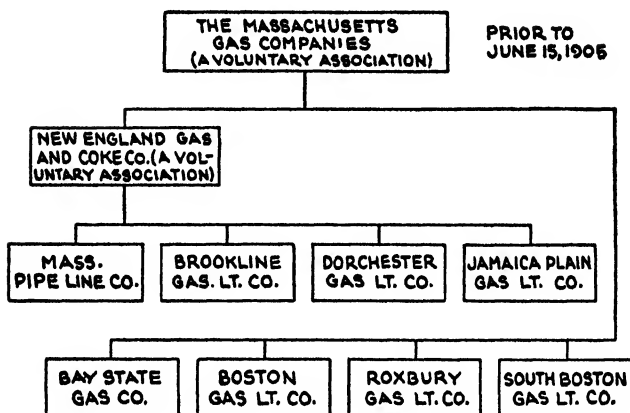 THE MASSACHUSETTS
GAS COMPANIES
(A VOLUNTARY ASSOCIATION)
PRIOR TO
JUNE 15, 1905
NEW ENGLAND GAS
AND COKE CO. (A VOL-
UNTARY ASSOCIATION)
MASS.
PIPE LINE CO.
BROOKLINE
GAS. LT. CO.
DORCHESTER
GAS LT. CO.
JAMAICA PLAIN
GAS LT. CO.
BAY STATE
GAS CO.
BOSTON
GAS LT. CO.
ROXBURY
GAS LT. CO.
SOUTH BOSTON
GAS LT. CO.